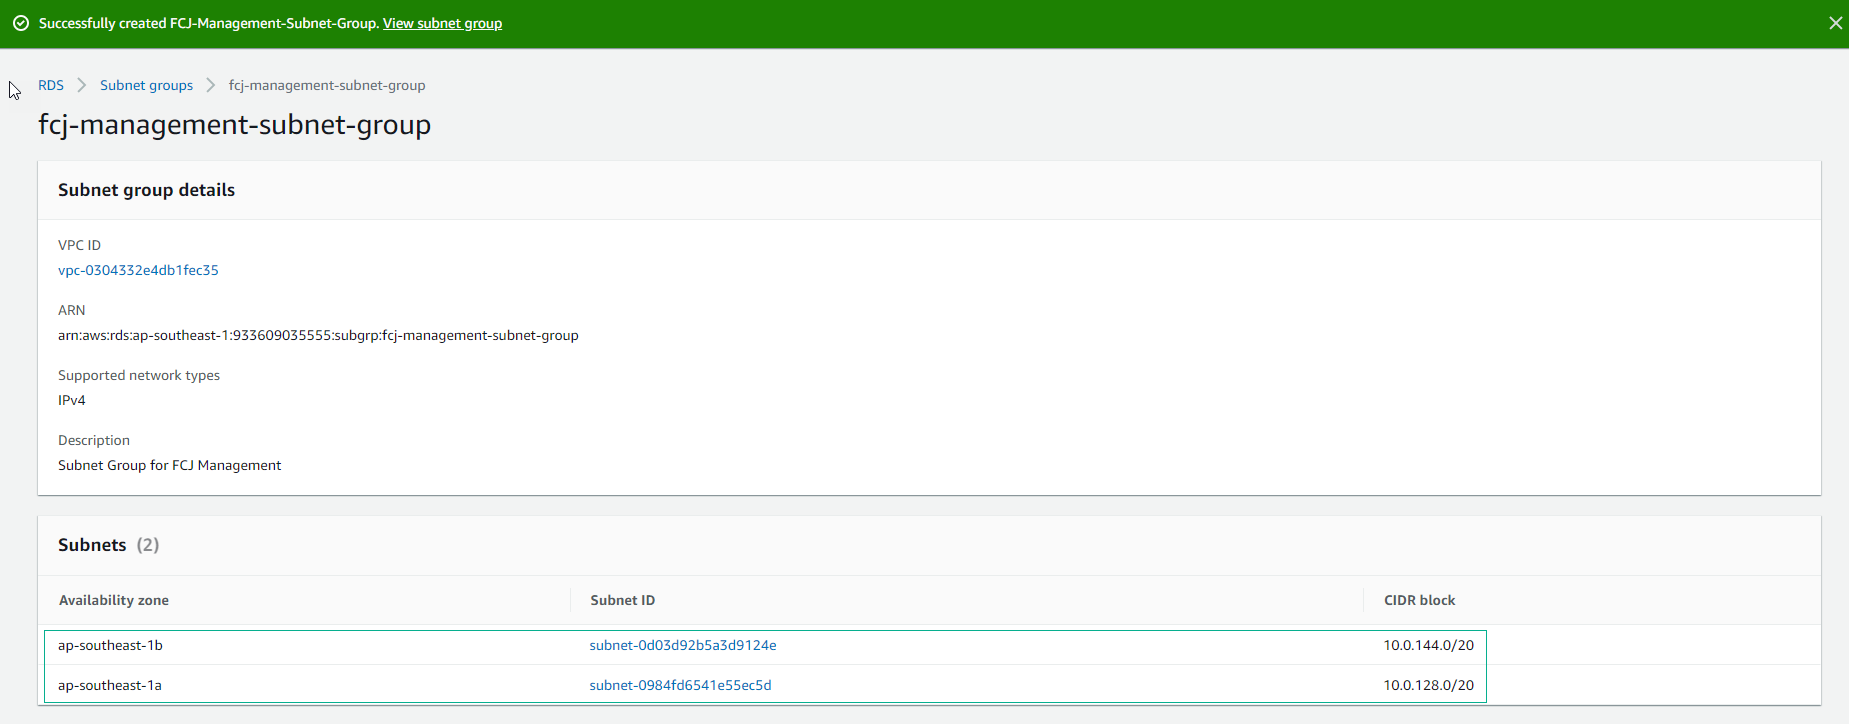 Successfully created FCJ-Management-Subnet-Group. View subnet group
RDS > Subnet groups > fcj-management-subnet-group
fcj-management-subnet-group
Subnet group details
VPC ID
vpc-0304332e4db1fec35
ARN
arn:aws:rds:ap-southeast-1:933609035555:subgrp:fcj-management-subnet-group
Supported network types
IPv4
Description
Subnet Group for FCJ Management
Subnets (2)
Availability zone Subnet ID CIDR block
ap-southeast-1b subnet-0d03d92b5a3d9124e 10.0.144.0/20
ap-southeast-1a subnet-0984fd6541e55ec5d 10.0.128.0/20